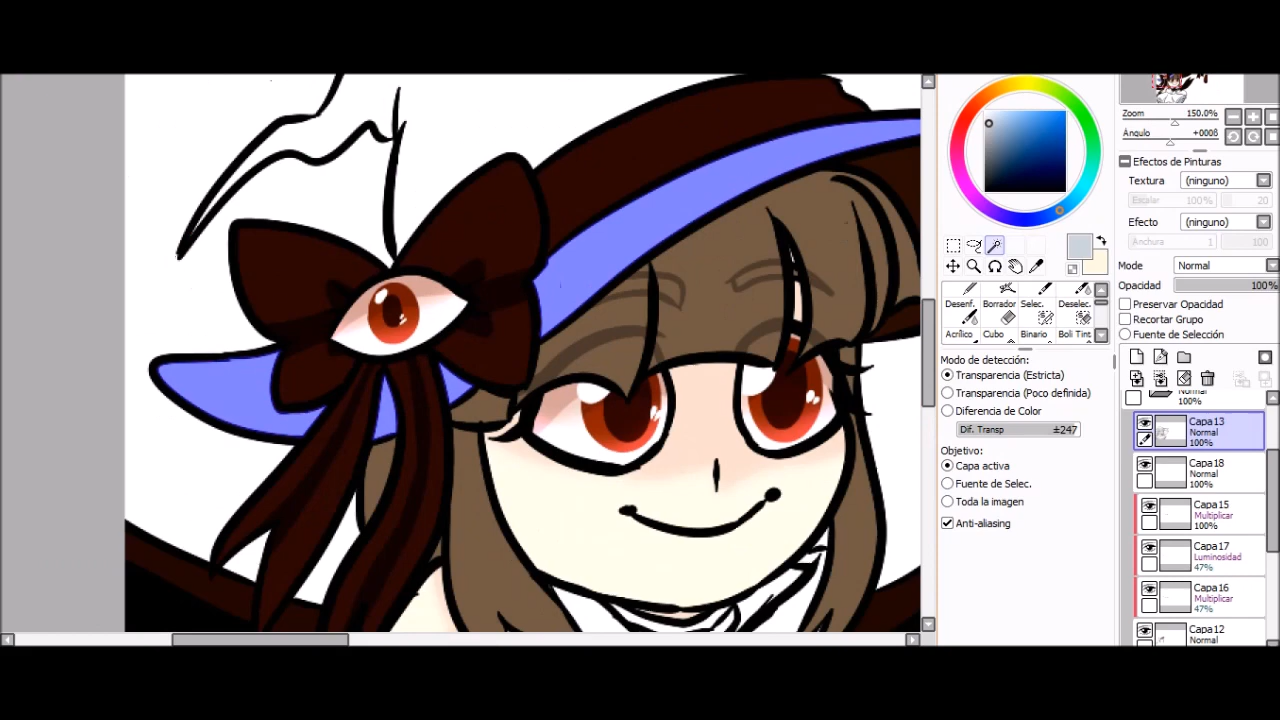 Zoom 150.0%
Ángulo +000ß
Efectos de Pinturas
Textura (ninguno)
Escalar 100% 20
Efecto (ninguno)
Anchura 1 100
Mode Normal
Opacidad 100%
Preservar Opacidad
Recortar Grupo
Fuente de Selección
Desenf. Borrador Selec. Deselec.
Acrílico Cubo Binario Boli Tint
Modo de detección:
Transparencia (Estricta)
Transparencia (Poco definida)
Diferencia de Color
Dif. Transp ±247
Objetivo:
Capa activa
Fuente de Selec.
Toda la imagen
Anti-aliasing
Normal
100%
Capa13
Normal
100%
Capa18
Normal
100%
Capa15
Multiplicar
100%
Capa17
Luminosidad
47%
Capa16
Multiplicar
47%
Capa12
Normal